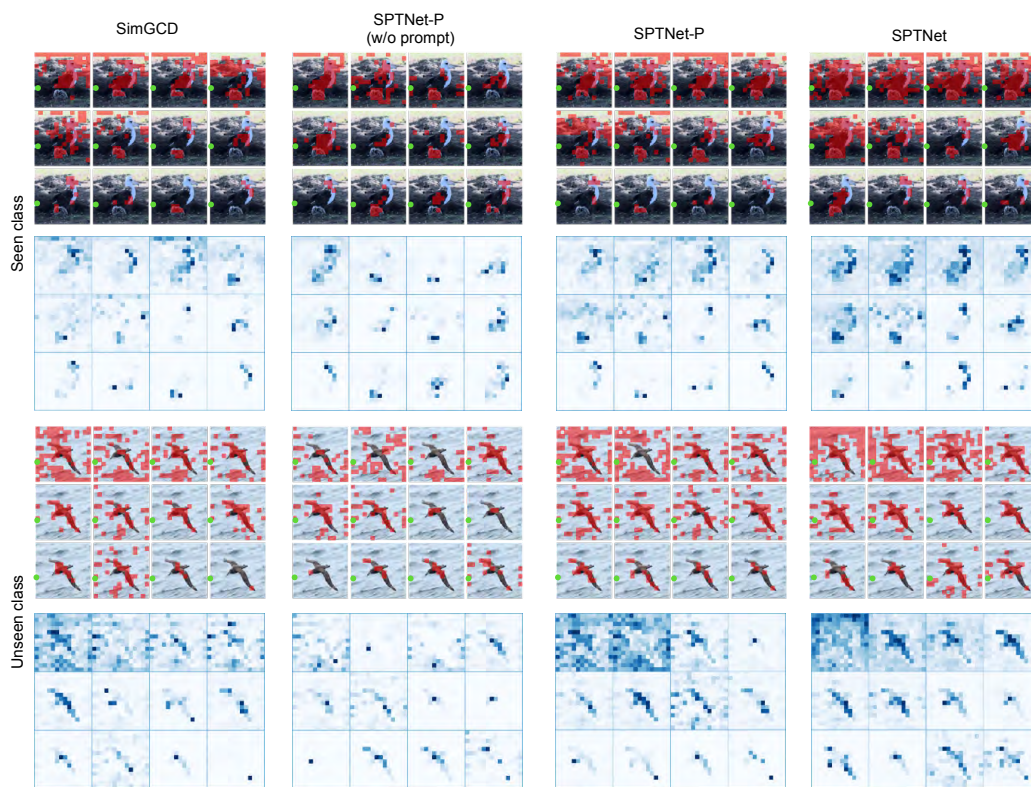 SimGCD
SPTNet-P
(w/o prompt)
SPTNet-P
SPTNet
Seen class
Unseen class